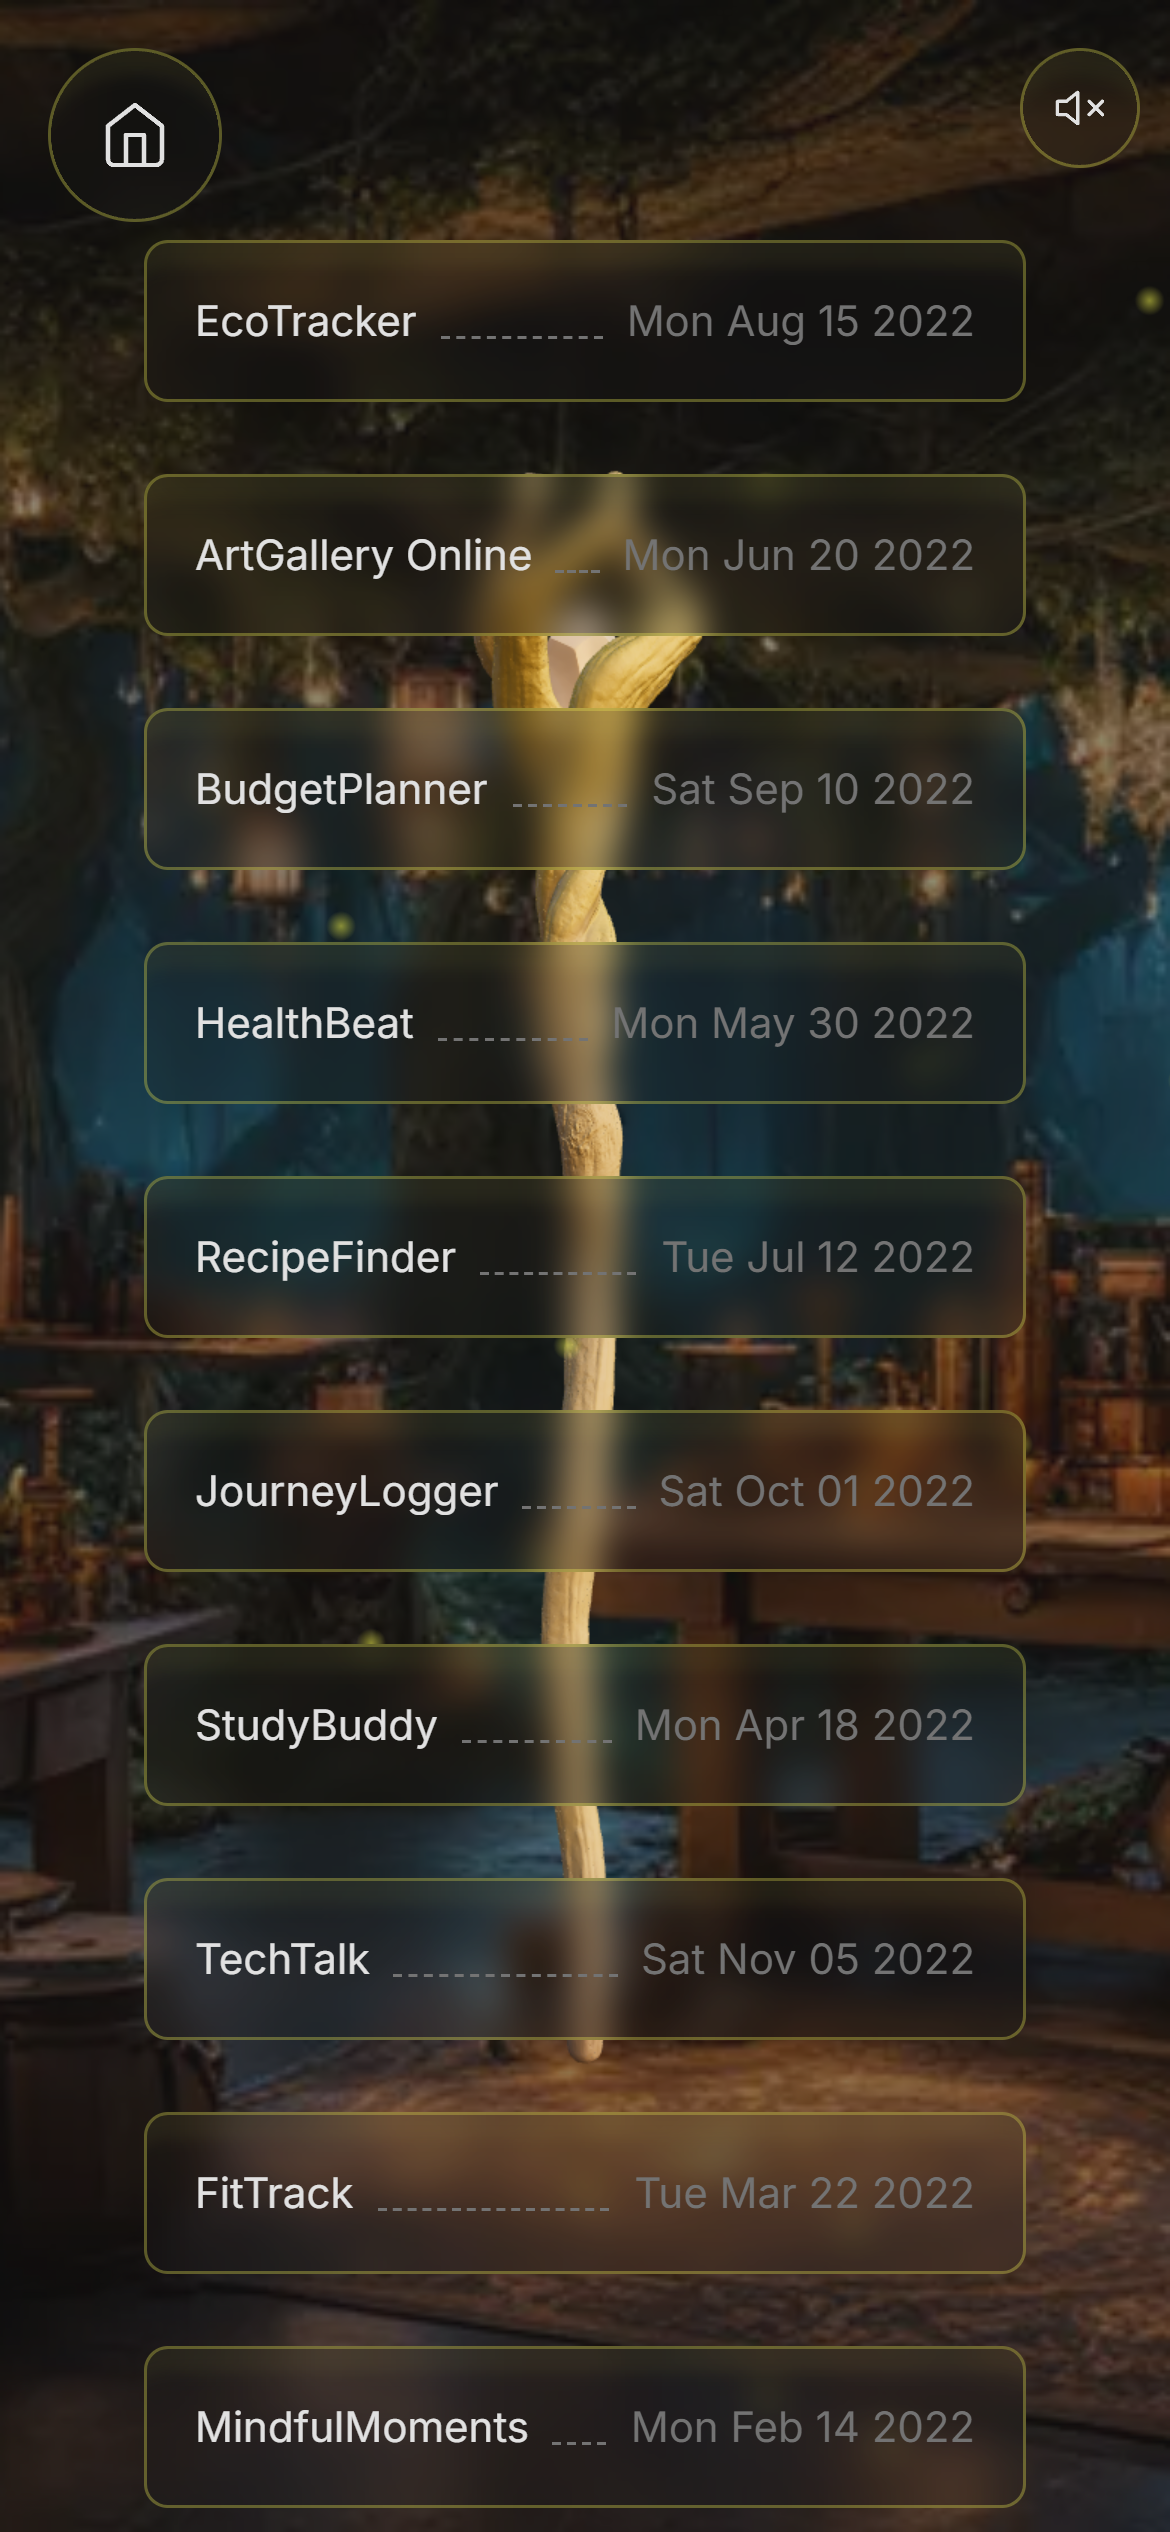 EcoTracker Mon Aug 15 2022
ArtGallery Online Mon Jun 20 2022
BudgetPlanner Sat Sep 10 2022
HealthBeat Mon May 30 2022
RecipeFinder Tue Jul 12 2022
JourneyLogger Sat Oct 01 2022
StudyBuddy Mon Apr 18 2022
TechTalk Sat Nov 05 2022
FitTrack Tue Mar 22 2022
MindfulMoments Mon Feb 14 2022